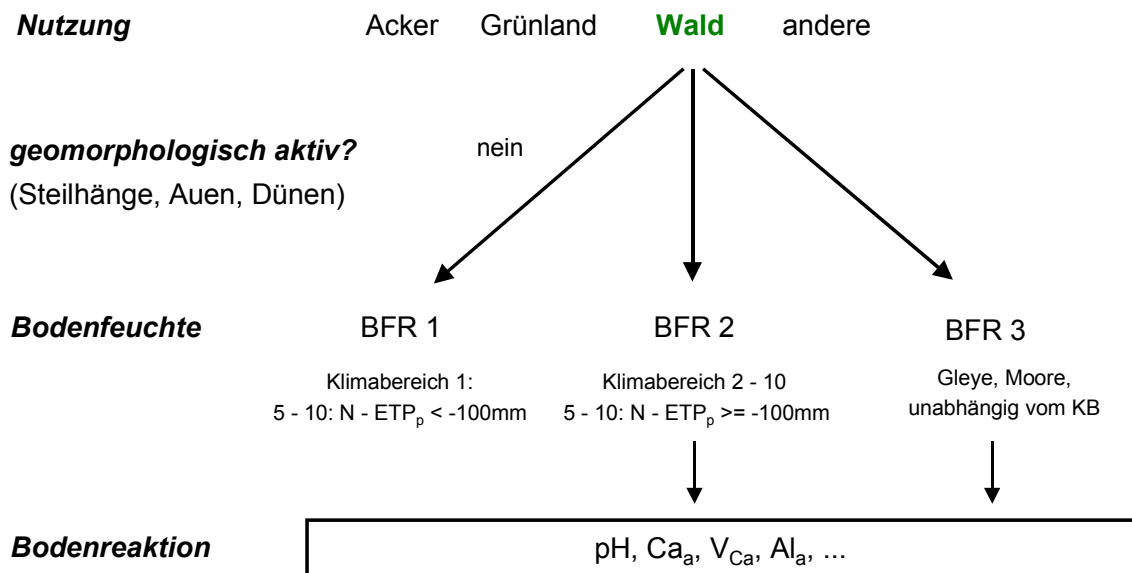 Nutzung Acker Grünland Wald andere
geomorphologisch aktiv? nein
(Steilhänge, Auen, Dünen)
Bodenfeuchte BFR 1 BFR 2 BFR 3
Klimabereich 1: Klimabereich 2 - 10 Gleye, Moore,
5 - 10: N - ETPp < -100mm 5 - 10: N - ETPp >= -100mm unabhängig vom KB
Bodenreaktion pH, Caa, VCa, Ala, ...